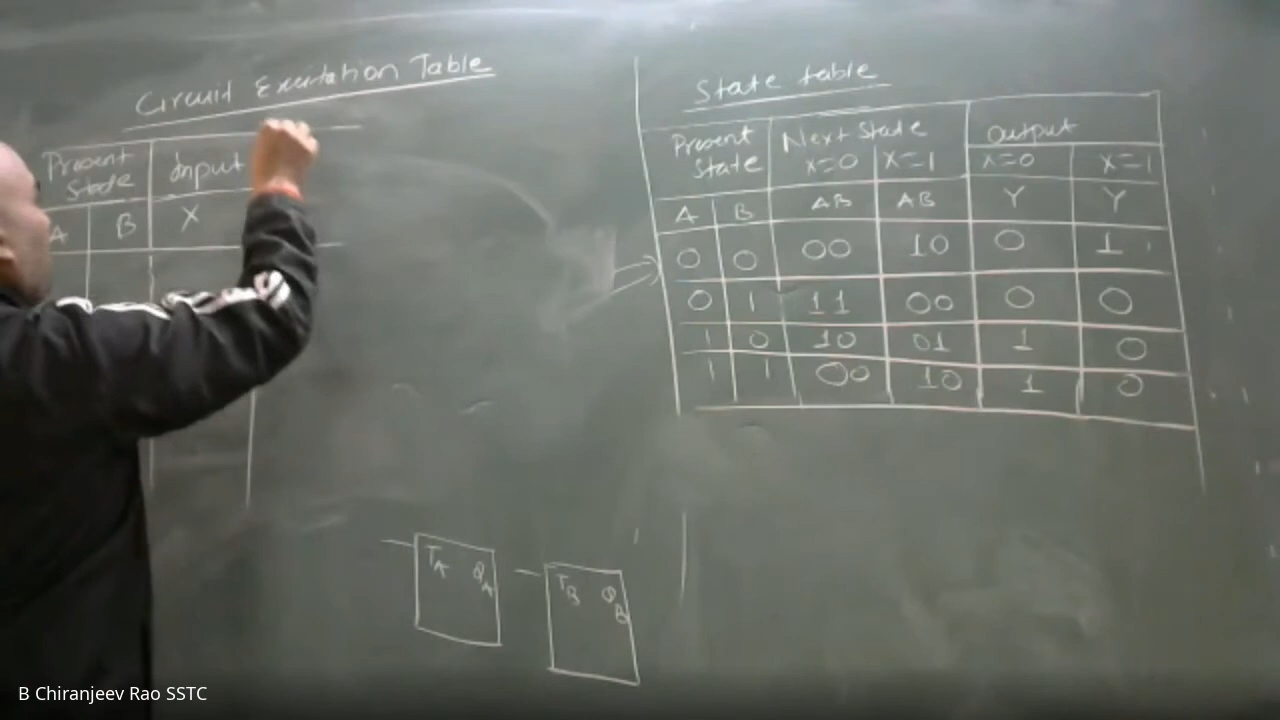 Circuit Excitation Table
Present State Input
A B X
State table
Present State Next State Output
X=0 X=1 X=0 X=1
A B AB AB Y Y
0 0 00 10 0 1
0 1 11 00 0 0
1 0 10 01 1 0
1 1 00 10 1 0
TA QA
TB QB
B Chiranjeev Rao SSTC